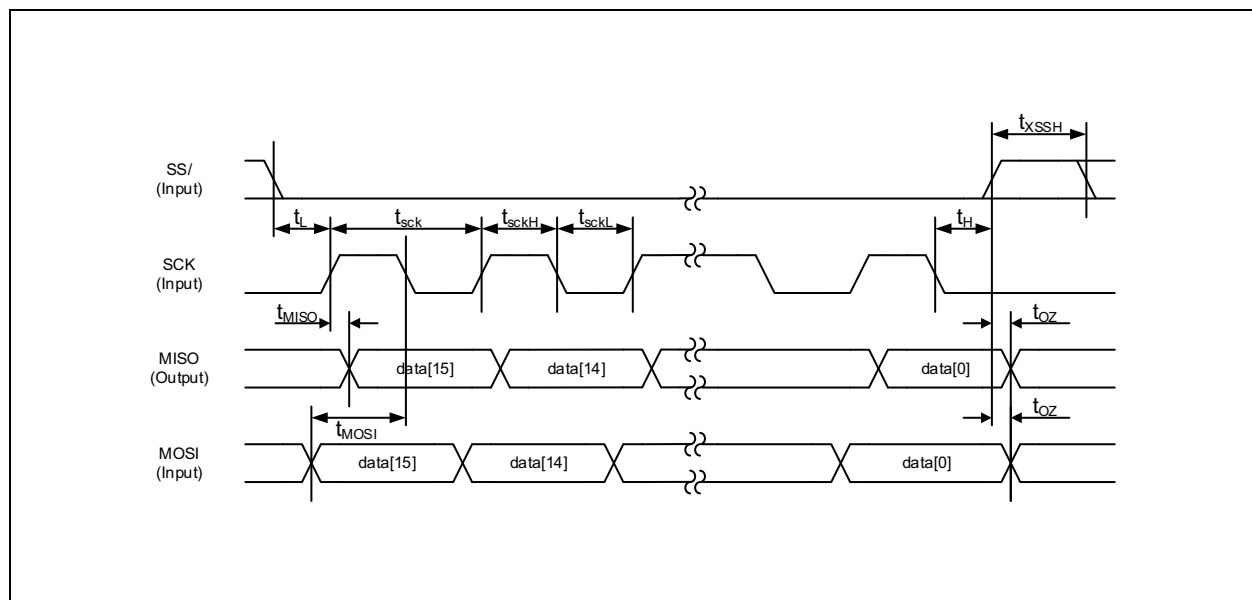 tXSSH
SS/
(Input)
tL
tsck
tsckH
tsckL
tH
SCK
(Input)
tMISO
tOZ
MISO
(Output)
data[15]
data[14]
data[0]
tOZ
tMOSI
MOSI
(Input)
data[15]
data[14]
data[0]